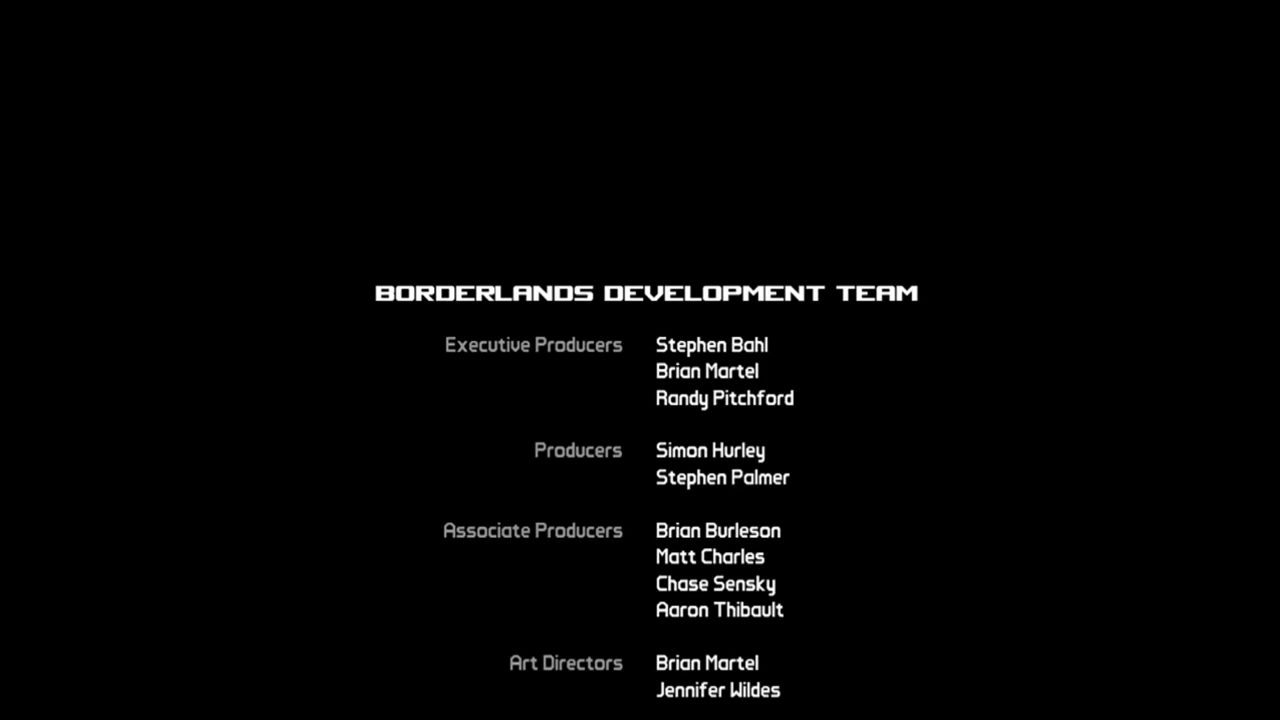 BORDERLANDS DEVELOPMENT TEAM
Executive Producers Stephen Bahl
Brian Martel
Randy Pitchford
Producers Simon Hurley
Stephen Palmer
Associate Producers Brian Burleson
Matt Charles
Chase Sensky
Aaron Thibault
Art Directors Brian Martel
Jennifer Wildes